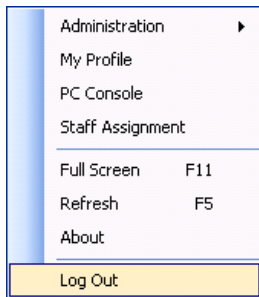 Administration
My Profile
PC Console
Staff Assignment
Full Screen F11
Refresh F5
About
Log Out